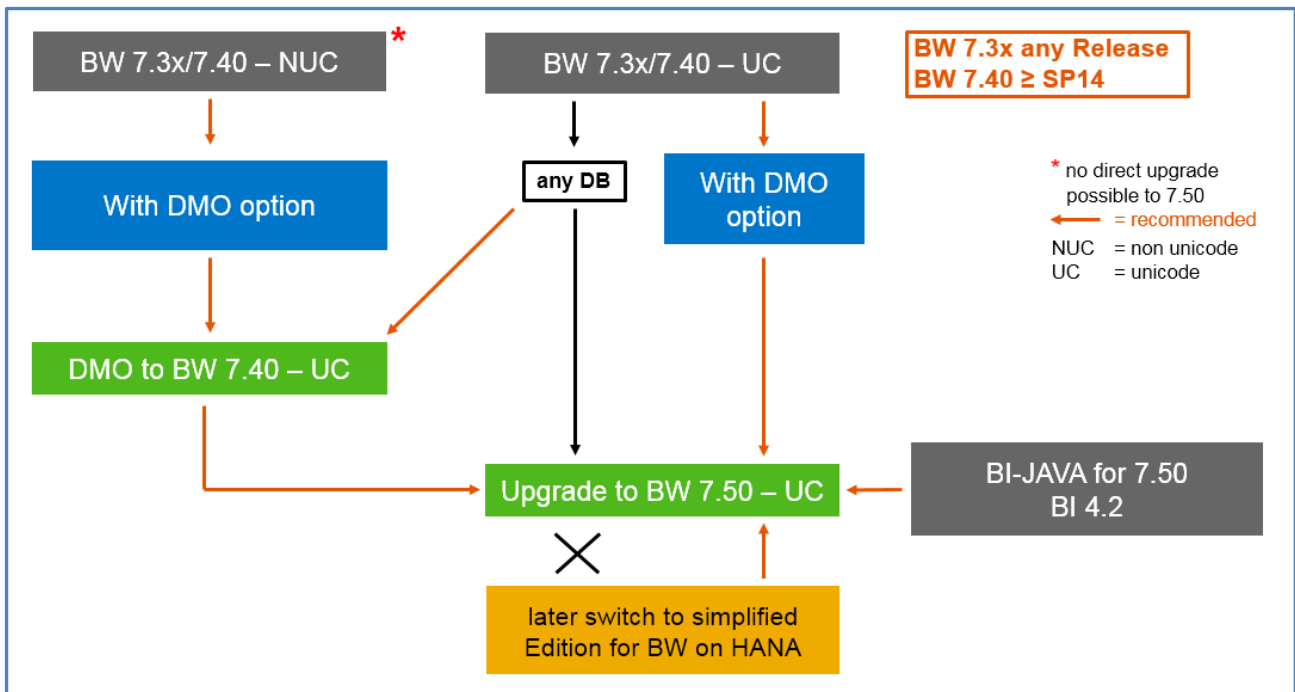 BW 7.3x/7.40 – NUC
*
BW 7.3x/7.40 – UC
BW 7.3x any Release
BW 7.40 ≥ SP14
With DMO option
any DB
With DMO
option
* no direct upgrade
possible to 7.50
= recommended
NUC = non unicode
UC = unicode
DMO to BW 7.40 – UC
Upgrade to BW 7.50 – UC
BI-JAVA for 7.50
BI 4.2
later switch to simplified
Edition for BW on HANA